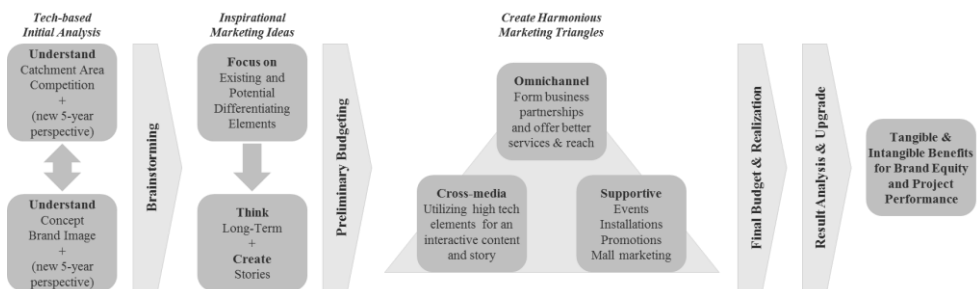 Tech-based
Initial Analysis
Understand
Catchment Area
Competition
+
(new 5-year
perspective)
Understand
Concept
Brand Image
+
(new 5-year
perspective)
Brainstorming
Inspirational
Marketing Ideas
Focus on
Existing and
Potential
Differentiating
Elements
Think
Long-Term
+
Create
Stories
Preliminary Budgeting
Create Harmonious
Marketing Triangles
Omnichannel
Form business
partnerships
and offer better
services & reach
Cross-media
Utilizing high tech
elements for an
interactive content
and story
Supportive
Events
Installations
Promotions
Mall marketing
Final Budget & Realization
Result Analysis & Upgrade
Tangible &
Intangible Benefits
for Brand Equity
and Project
Performance